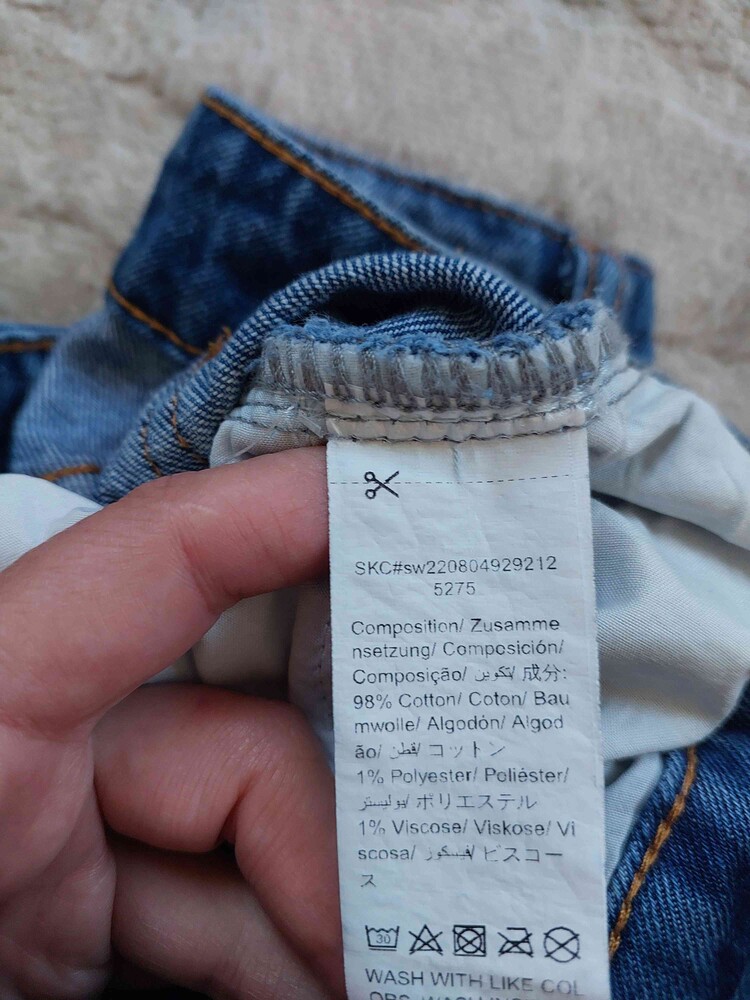 SKC#sw220804929212
5275
Composition/ Zusamme
nsetzung/ Composición/
Composição/ تكوين/ 成分:
98% Cotton/ Coton/ Bau
mwolle/ Algodón/ Algod
ão/ قطن/ コットン
1% Polyester/ Poliéster/
بوليستر/ ポリエステル
1% Viscose/ Viskose/ Vi
scosa/ فيسكوز/ ビスコー
ス
30
WASH WITH LIKE COL